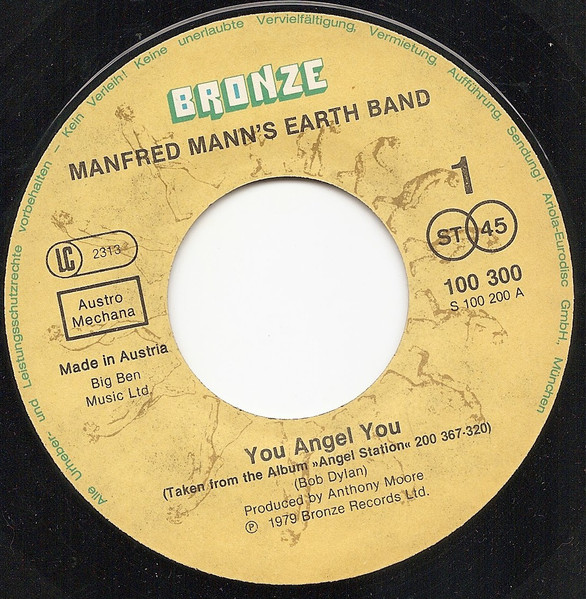 Alle Urheber- und Leistungsschutzrechte vorbehalten – Kein Verleih! Keine unerlaubte Vervielfältigung, Vermietung, Aufführung, Sendung! Ariola-Eurodisc GmbH., München
BRONZE
MANFRED MANN'S EARTH BAND
1
LC 2313
ST 45
Austro
Mechana
100 300
S 100 200 A
Made in Austria
Big Ben
Music Ltd.
You Angel You
(Taken from the Album »Angel Station« 200 367-320)
(Bob Dylan)
Produced by Anthony Moore
℗ 1979 Bronze Records Ltd.